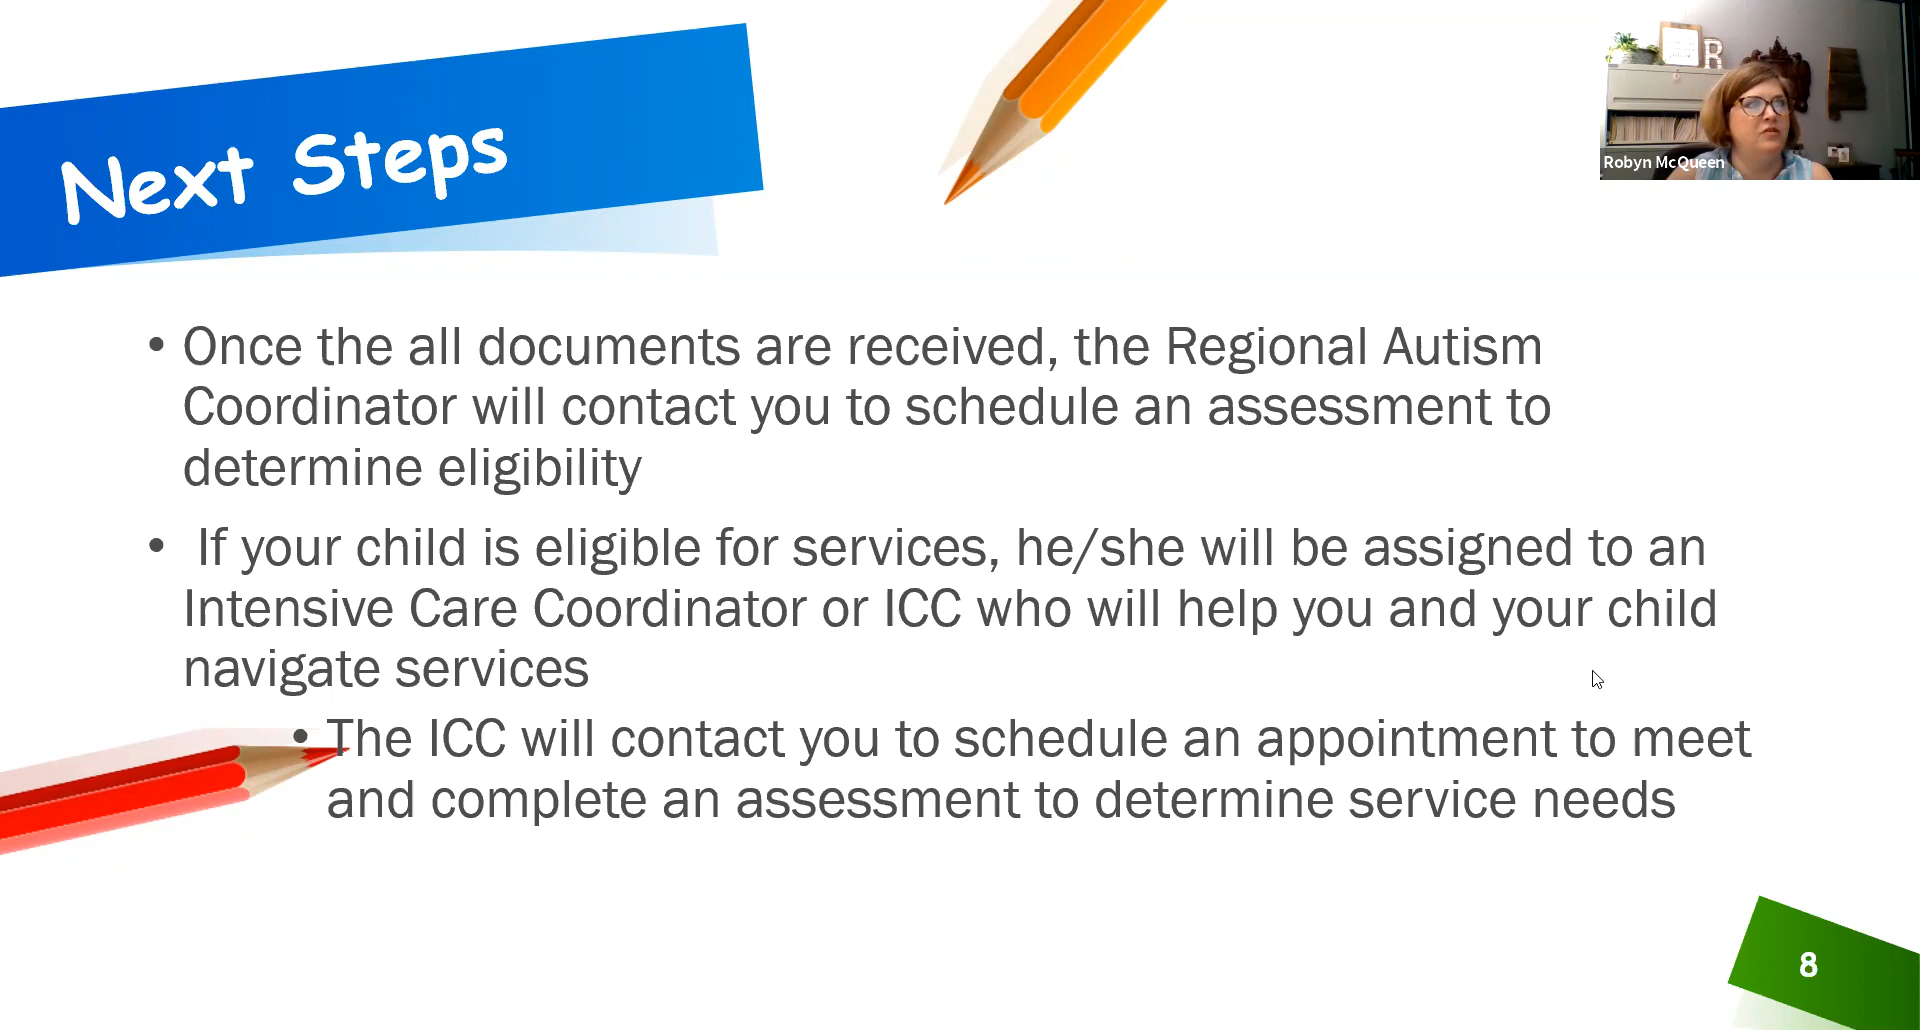 Next Steps
R
Robyn McQueen
• Once the all documents are received, the Regional Autism
Coordinator will contact you to schedule an assessment to
determine eligibility
• If your child is eligible for services, he/she will be assigned to an
Intensive Care Coordinator or ICC who will help you and your child
navigate services
• The ICC will contact you to schedule an appointment to meet
and complete an assessment to determine service needs
8